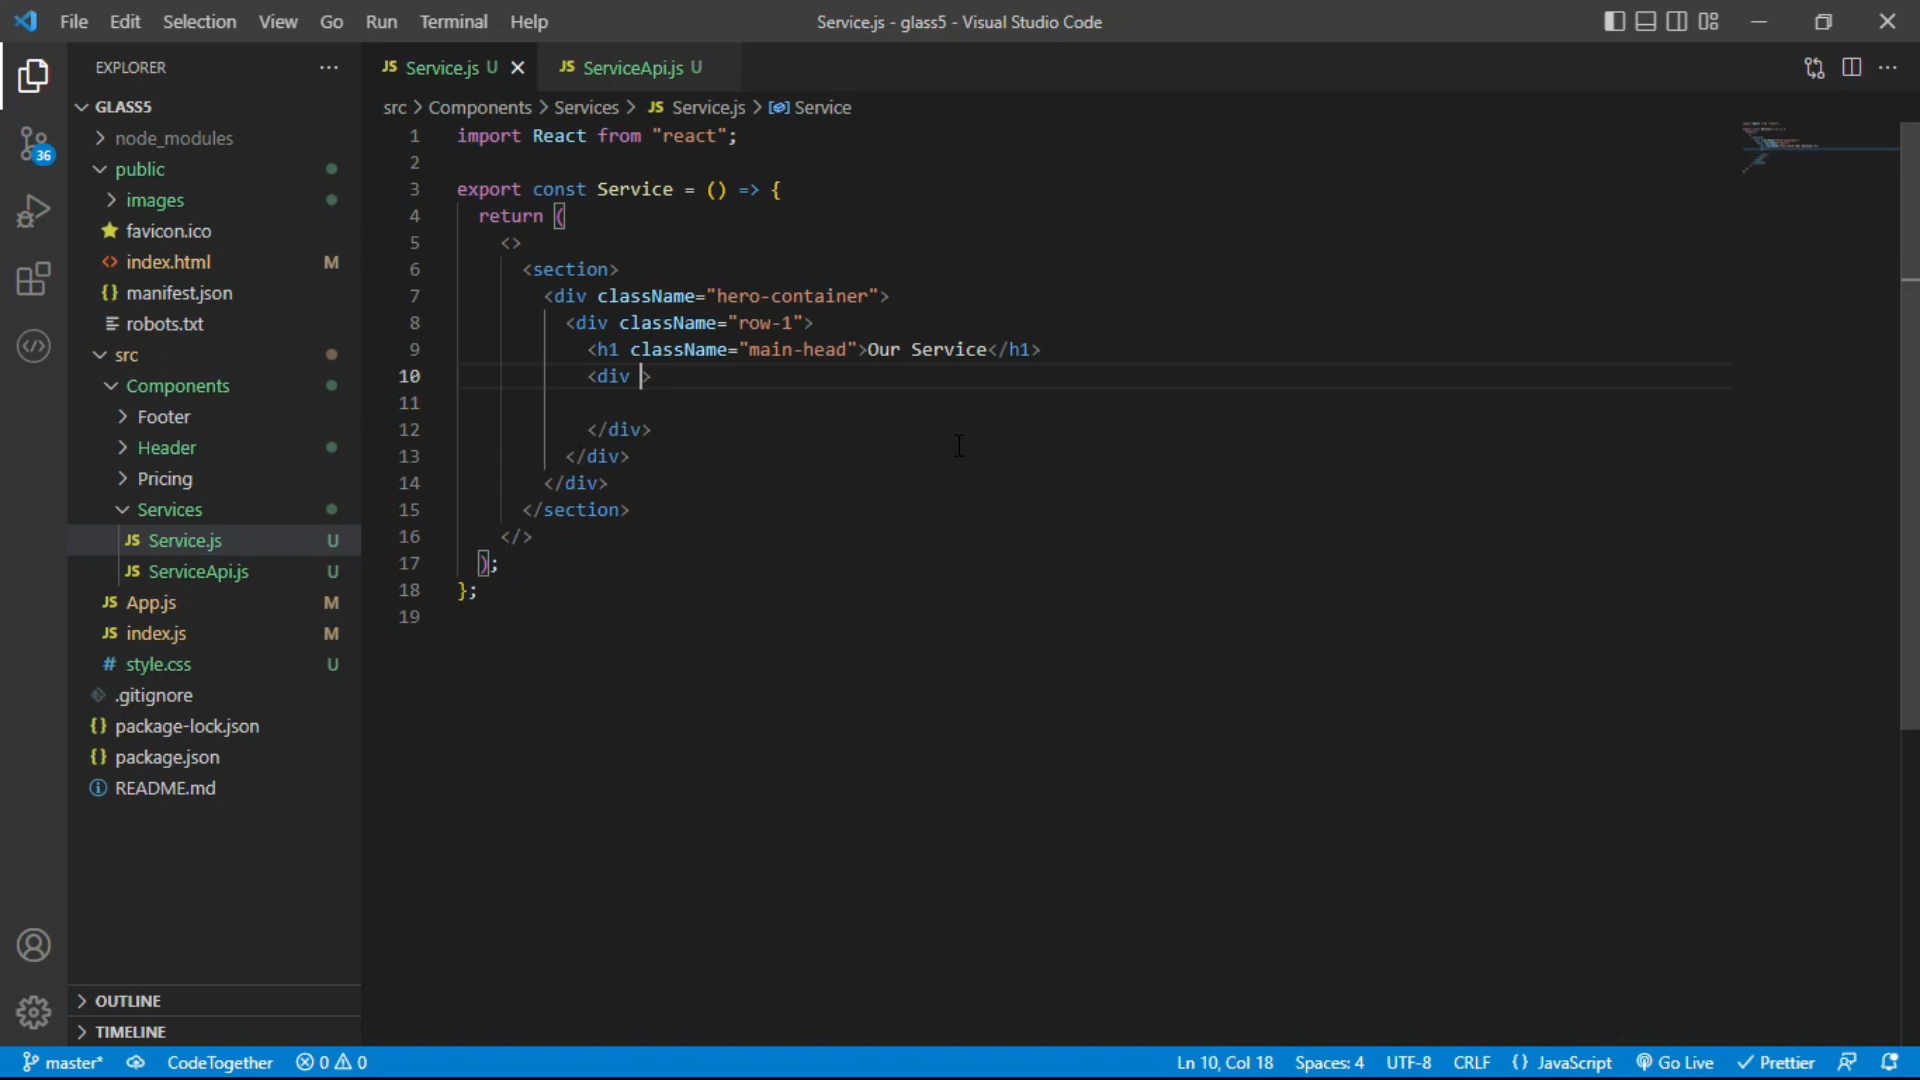 File Edit Selection View Go Run Terminal Help
Service.js - glass5 - Visual Studio Code
EXPLORER
GLASS5
node_modules
public
images
favicon.ico
index.html M
manifest.json
robots.txt
src
Components
Footer
Header
Pricing
Services
Service.js U
ServiceApi.js U
App.js M
index.js M
style.css U
.gitignore
package-lock.json
package.json
README.md
OUTLINE
TIMELINE
36
JS Service.js U
JS ServiceApi.js U
src > Components > Services > JS Service.js > Service
1 import React from "react";
2
3 export const Service = () => {
4 return (
5 <>
6 <section>
7 <div className="hero-container">
8 <div className="row-1">
9 <h1 className="main-head">Our Service</h1>
10 <div >
11
12 </div>
13 </div>
14 </div>
15 </section>
16 </>
17 );
18 };
19
master* CodeTogether 0 0
Ln 10, Col 18 Spaces: 4 UTF-8 CRLF {} JavaScript Go Live Prettier